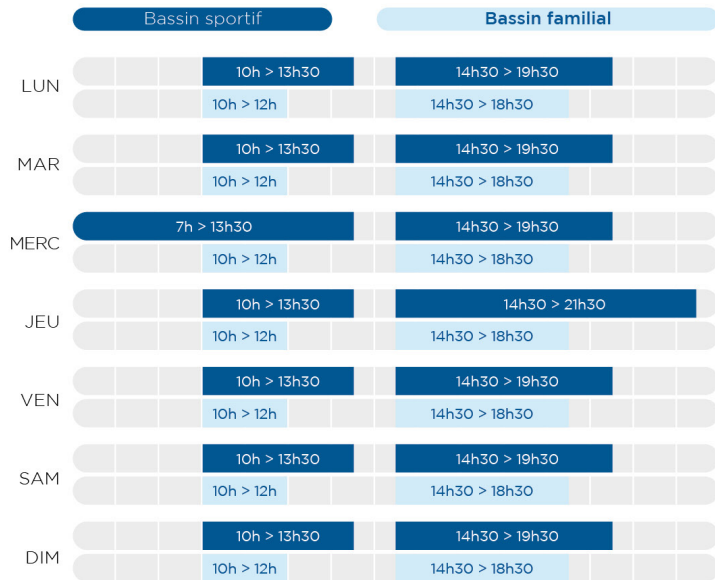 Bassin sportif Bassin familial
LUN
10h > 13h30 14h30 > 19h30
10h > 12h 14h30 > 18h30
MAR
10h > 13h30 14h30 > 19h30
10h > 12h 14h30 > 18h30
MERC
7h > 13h30 14h30 > 19h30
10h > 12h 14h30 > 18h30
JEU
10h > 13h30 14h30 > 21h30
10h > 12h 14h30 > 18h30
VEN
10h > 13h30 14h30 > 19h30
10h > 12h 14h30 > 18h30
SAM
10h > 13h30 14h30 > 19h30
10h > 12h 14h30 > 18h30
DIM
10h > 13h30 14h30 > 19h30
10h > 12h 14h30 > 18h30